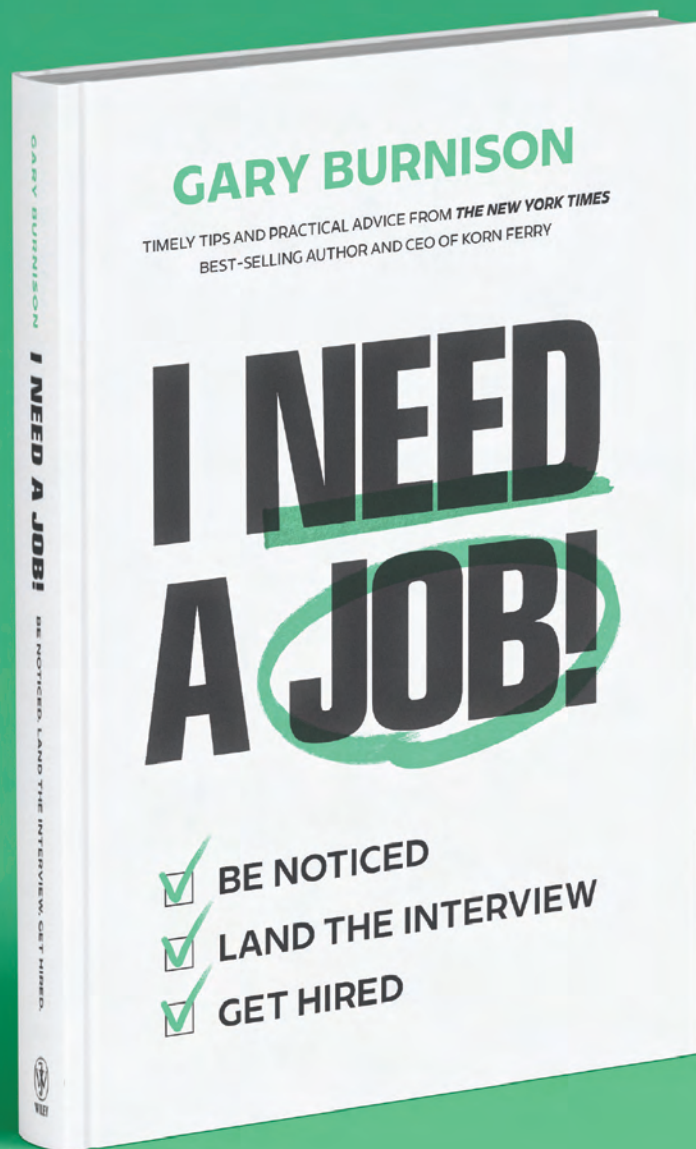 GARY BURNISON
TIMELY TIPS AND PRACTICAL ADVICE FROM THE NEW YORK TIMES
BEST-SELLING AUTHOR AND CEO OF KORN FERRY
I NEED
A JOB!
BE NOTICED
LAND THE INTERVIEW
GET HIRED
GARY BURNISON I NEED A JOB! BE NOTICED. LAND THE INTERVIEW. GET HIRED.
WILEY